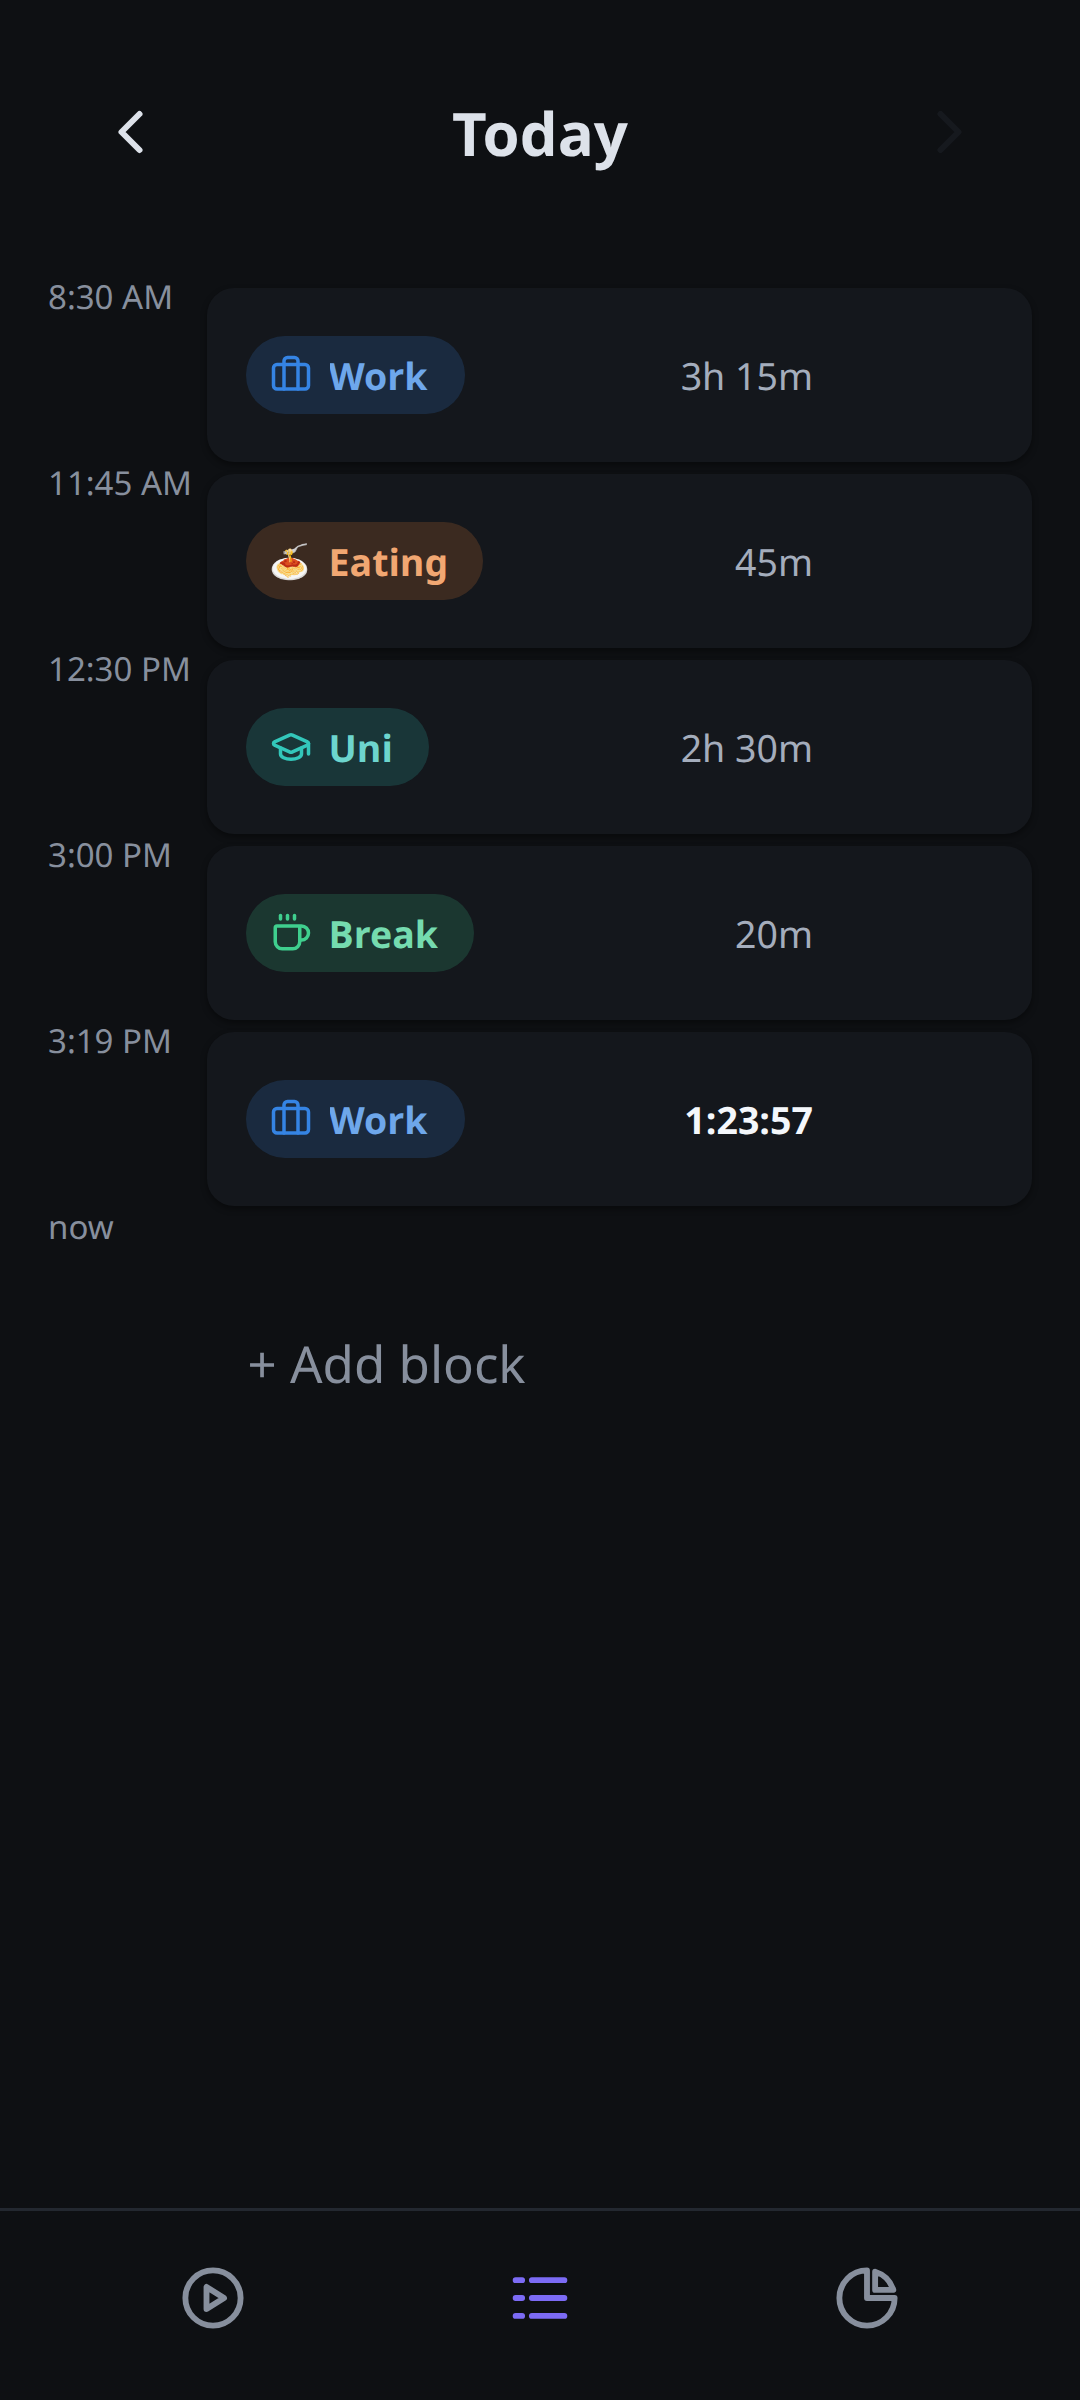 Today
8:30 AM
Work 3h 15m
11:45 AM
Eating 45m
12:30 PM
Uni 2h 30m
3:00 PM
Break 20m
3:19 PM
Work 1:23:57
now
+ Add block